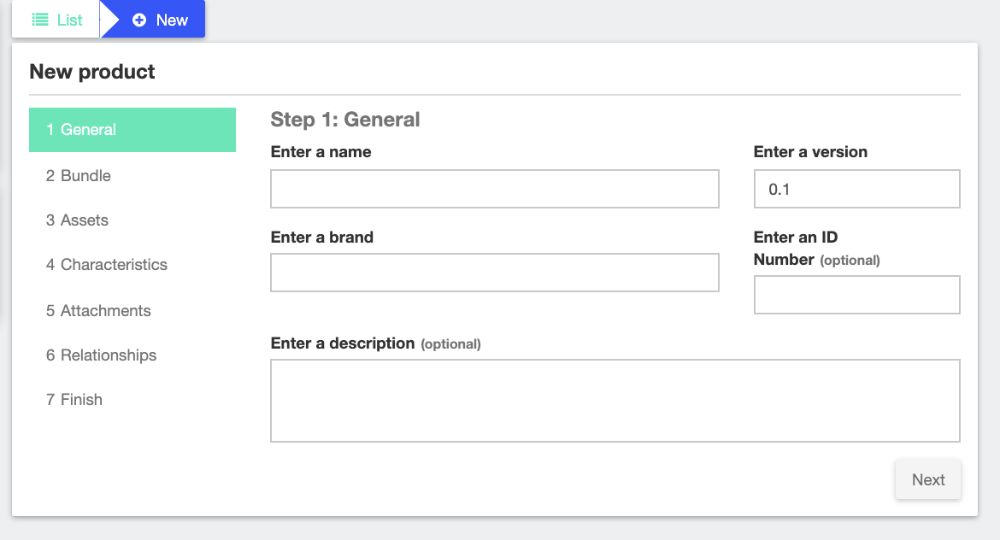 List
New
New product
1 General
2 Bundle
3 Assets
4 Characteristics
5 Attachments
6 Relationships
7 Finish
Step 1: General
Enter a name
Enter a version
0.1
Enter a brand
Enter an ID
Number (optional)
Enter a description (optional)
Next